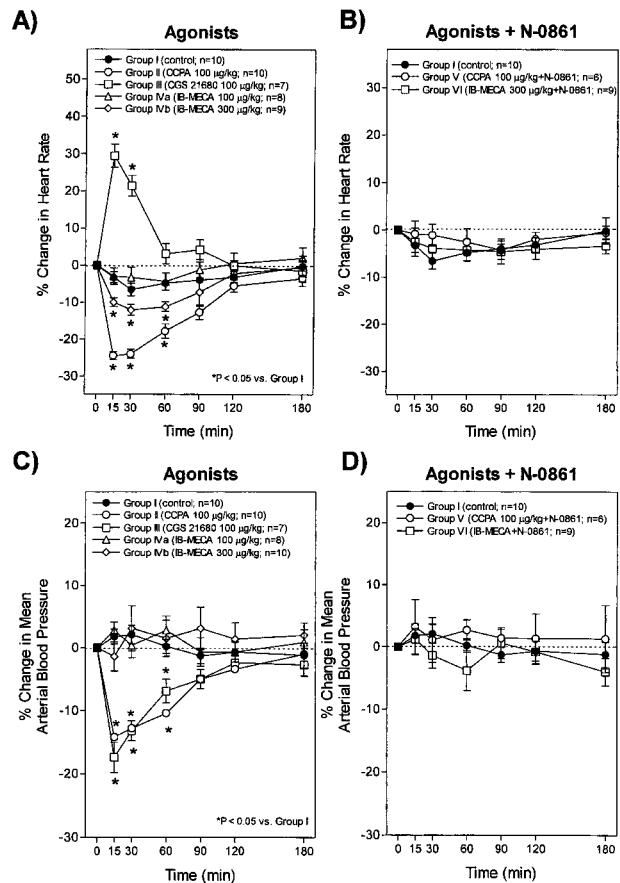 A)
Agonists
Group I (control; n=10)
Group II (CCPA 100 µg/kg; n=10)
Group III (CGS 21680 100 µg/kg; n=7)
Group IVa (IB-MECA 100 µg/kg; n=8)
Group IVb (IB-MECA 300 µg/kg; n=9)
% Change in Heart Rate
50
40
30
20
10
0
-10
-20
-30
* *
* * *
* * *
*P < 0.05 vs. Group I
0 15 30 60 90 120 180
Time (min)
B)
Agonists + N-0861
Group I (control; n=10)
Group V (CCPA 100 µg/kg+N-0861; n=6)
Group VI (IB-MECA 300 µg/kg+N-0861; n=9)
% Change in Heart Rate
30
20
10
0
-10
-20
-30
0 15 30 60 90 120 180
Time (min)
C)
Agonists
Group I (control; n=10)
Group II (CCPA 100 µg/kg; n=10)
Group III (CGS 21680 100 µg/kg; n=7)
Group IVa (IB-MECA 100 µg/kg; n=8)
Group IVb (IB-MECA 300 µg/kg; n=10)
% Change in Mean
Arterial Blood Pressure
20
10
0
-10
-20
-30
* * *
* * *
*P < 0.05 vs. Group I
0 15 30 60 90 120 180
Time (min)
D)
Agonists + N-0861
Group I (control; n=10)
Group V (CCPA 100 µg/kg+N-0861; n=6)
Group VI (IB-MECA+N-0861; n=9)
% Change in Mean
Arterial Blood Pressure
20
10
0
-10
-20
-30
0 15 30 60 90 120 180
Time (min)